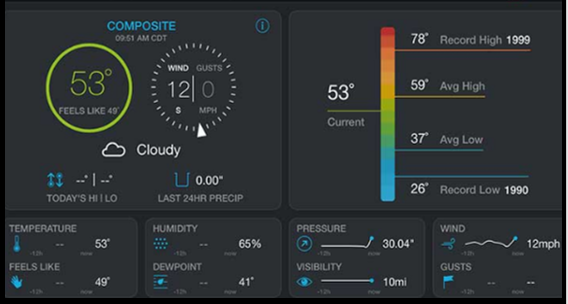 COMPOSITE
09:51 AM CDT
53°
FEELS LIKE 49°
WIND GUSTS
12 | 0
S MPH
Cloudy
--° | --°
TODAY'S HI | LO
0.00"
LAST 24HR PRECIP
53°
Current
78° Record High 1999
59° Avg High
37° Avg Low
26° Record Low 1990
TEMPERATURE
-12h -- now 53°
FEELS LIKE
-12h -- now 49°
HUMIDITY
-12h -- now 65%
DEWPOINT
-12h -- now 41°
PRESSURE
-12h now 30.04"
VISIBILITY
-12h now 10mi
WIND
-12h now 12mph
GUSTS
-12h -- now --